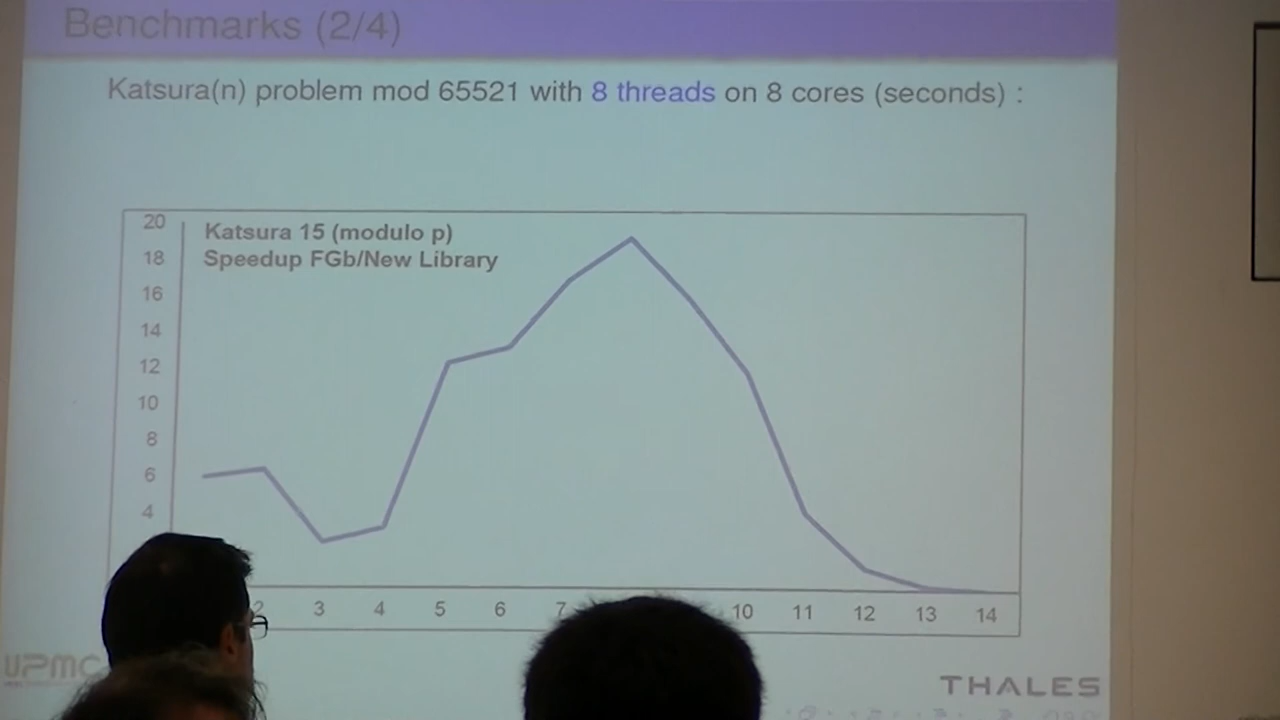 Benchmarks (2/4)
Katsura(n) problem mod 65521 with 8 threads on 8 cores (seconds) :
Katsura 15 (modulo p)
Speedup FGb/New Library
20
18
16
14
12
10
8
6
4
2 3 4 5 6 7 10 11 12 13 14
UPMC
THALES